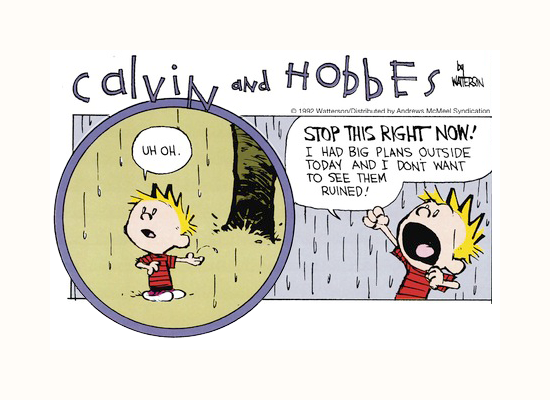 calviN and HOBBES
by
WATTERSON
© 1992 Watterson/Distributed by Andrews McMeel Syndication
UH OH.
STOP THIS RIGHT NOW!
I HAD BIG PLANS OUTSIDE
TODAY AND I DON'T WANT
TO SEE THEM
RUINED!